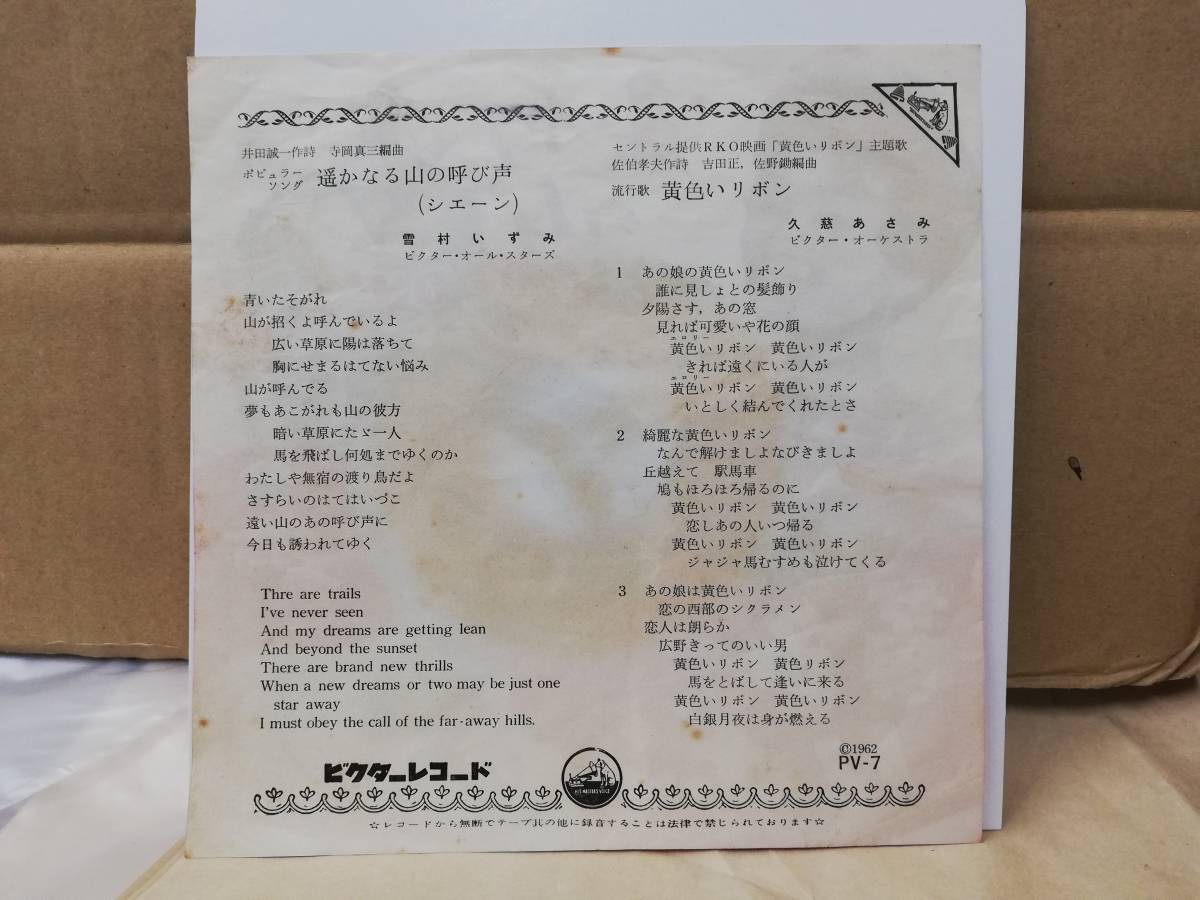 井田誠一作詩 寺岡真三編曲
ポピュラーソング 遥かなる山の呼び声
(シエーン)
雪村いずみ
ビクター・オール・スターズ
青いたそがれ
山が招くよ呼んでいるよ
広い草原に陽は落ちて
胸にせまるはてない悩み
山が呼んでる
夢もあこがれも山の彼方
暗い草原にたゞ一人
馬を飛ばし何処までゆくのか
わたしや無宿の渡り鳥だよ
さすらいのはてはいづこ
遠い山のあの呼び声に
今日も誘われてゆく
Thre are trails
I've never seen
And my dreams are getting lean
And beyond the sunset
There are brand new thrills
When a new dreams or two may be just one
star away
I must obey the call of the far-away hills.
セントラル提供RKO映画「黄色いリボン」主題歌
佐伯孝夫作詩 吉田正,佐野鋤編曲
流行歌 黄色いリボン
久慈あさみ
ビクター・オーケストラ
1 あの娘の黄色いリボン
誰に見しょとの髪飾り
夕陽さす,あの窓
見れば可愛いや花の顔
エロリー
黄色いリボン 黄色いリボン
きれば遠くにいる人が
エロリー
黄色いリボン 黄色いリボン
いとしく結んでくれたとさ
2 綺麗な黄色いリボン
なんで解けましよなびきましよ
丘越えて 駅馬車
鳩もほろほろ帰るのに
黄色いリボン 黄色いリボン
恋しあの人いつ帰る
黄色いリボン 黄色いリボン
ジャジャ馬むすめも泣けてくる
3 あの娘は黄色いリボン
恋の西部のシクラメン
恋人は朗らか
広野きってのいい男
黄色いリボン 黄色リボン
馬をとばして逢いに来る
黄色いリボン 黄色いリボン
白銀月夜は身が燃える
ビクターレコード
HIS MASTER'S VOICE
©1962
PV-7
☆レコードから無断でテープ其の他に録音することは法律で禁じられております☆